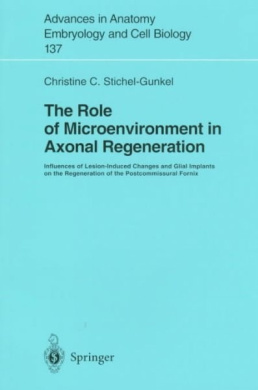 Advances in Anatomy
Embryology and Cell Biology
137
Christine C. Stichel-Gunkel
The Role
of Microenvironment in
Axonal Regeneration
Influences of Lesion-Induced Changes and Glial Implants
on the Regeneration of the Postcommissural Fornix
Springer